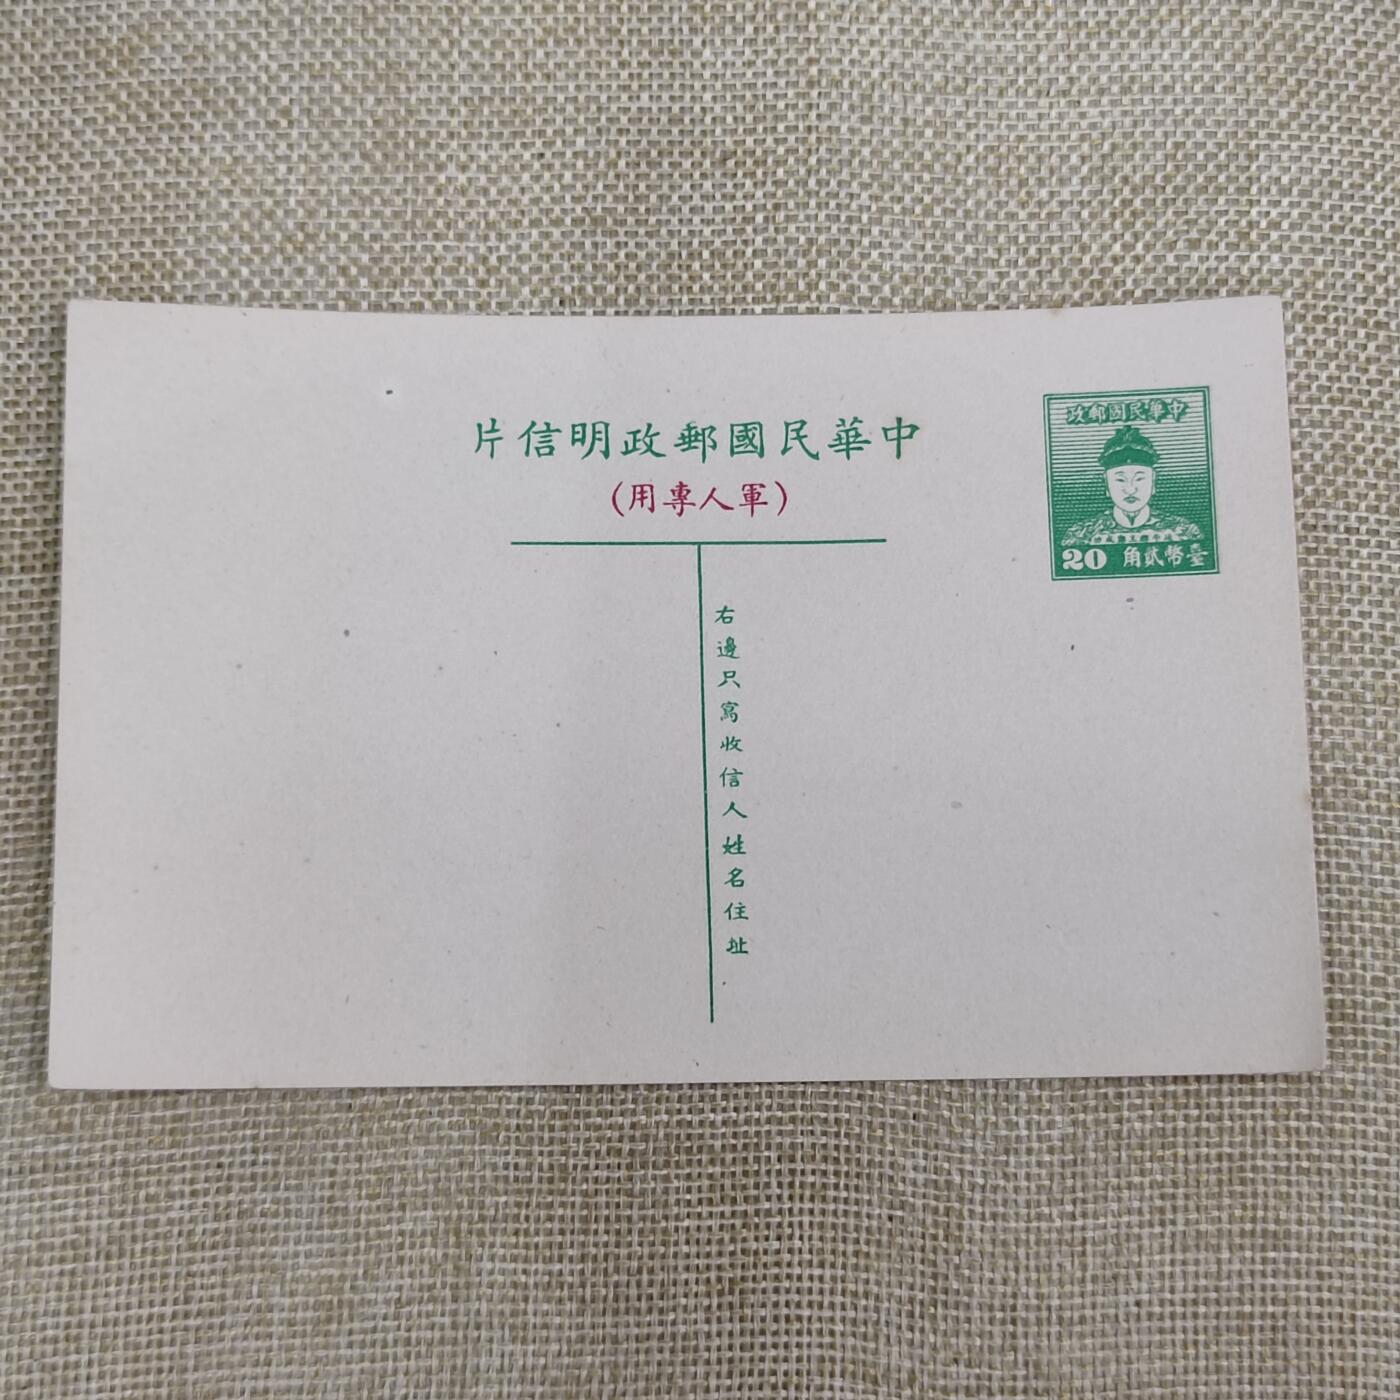 中華民國郵政明信片
(軍人專用)
中華民國郵政
臺幣貳角 20
右邊只寫收信人姓名住址